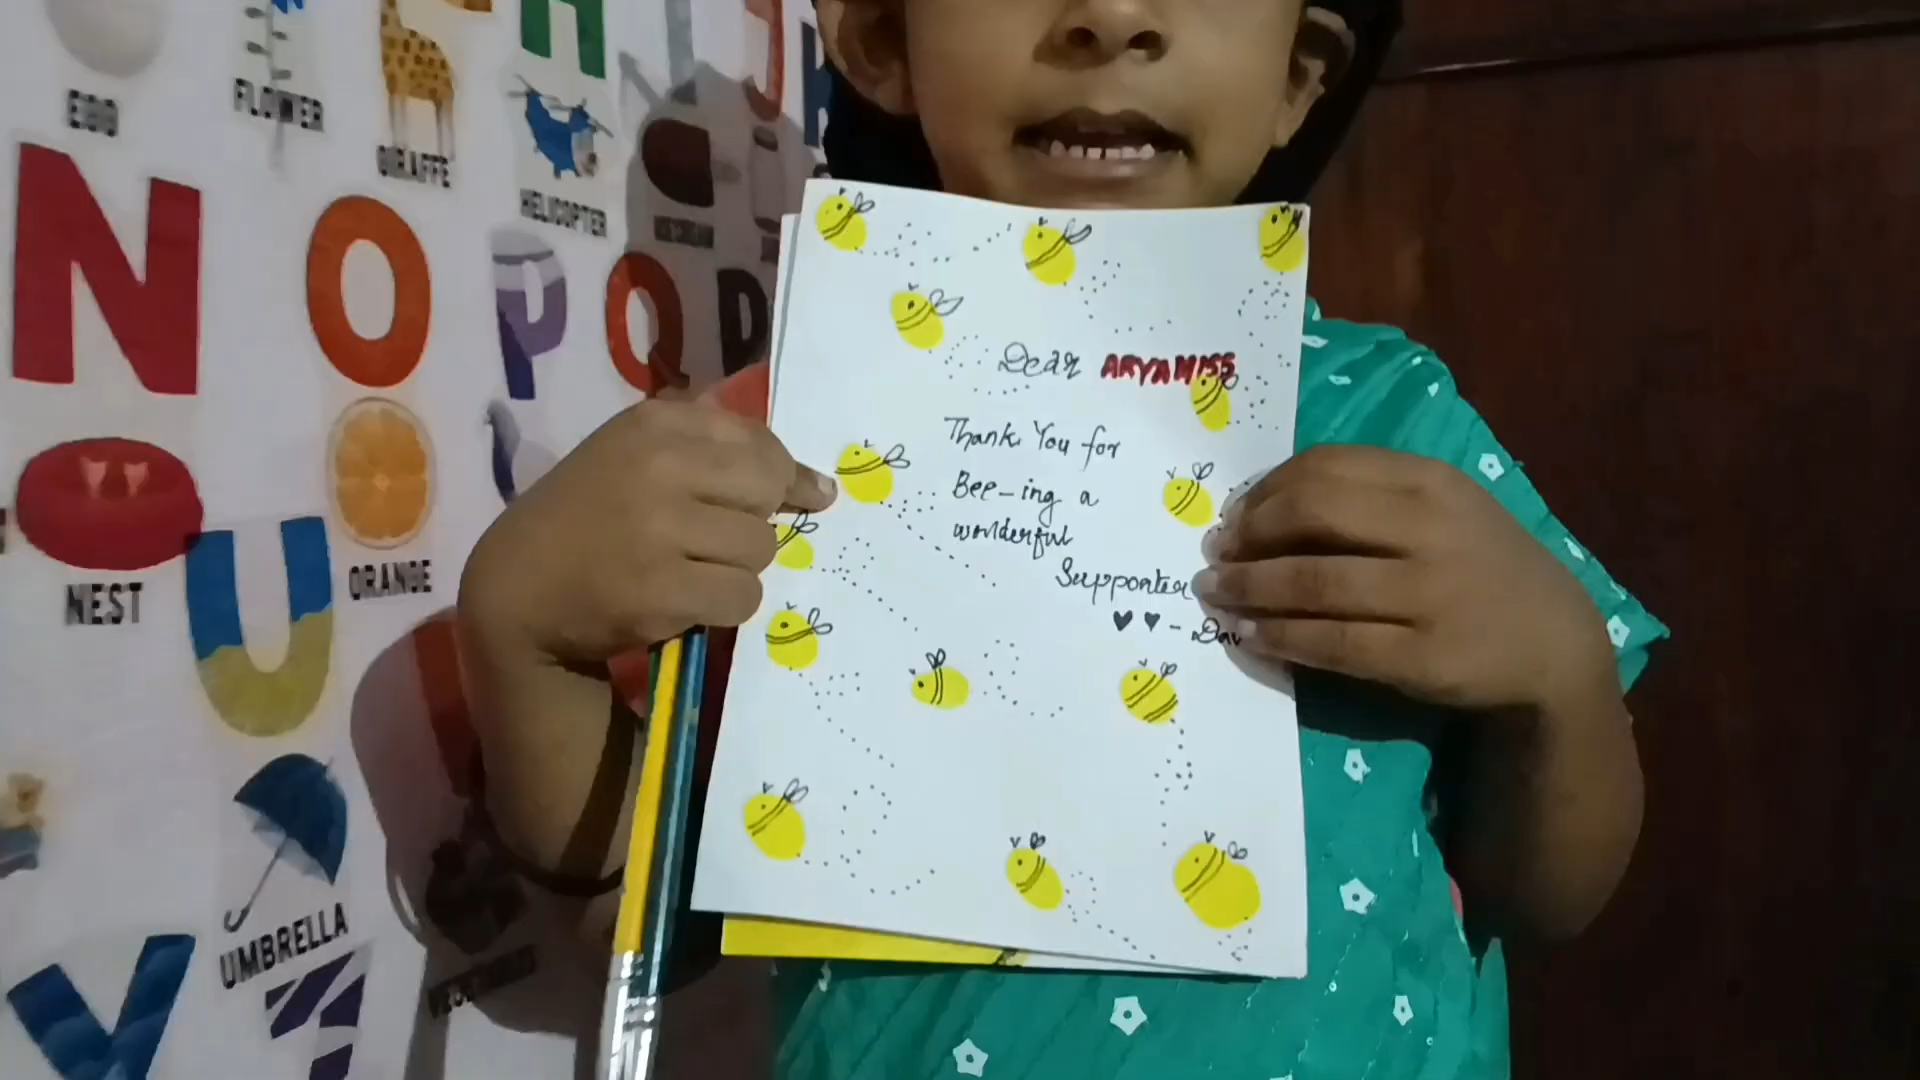 EGG
FLOWER
GIRAFFE
HELICOPTER
N O P Q
NEST
ORANGE
U
UMBRELLA
Dear ARYA MISS
Thank You for
Bee-ing a
wonderful
Supporter
♥ ♥ -